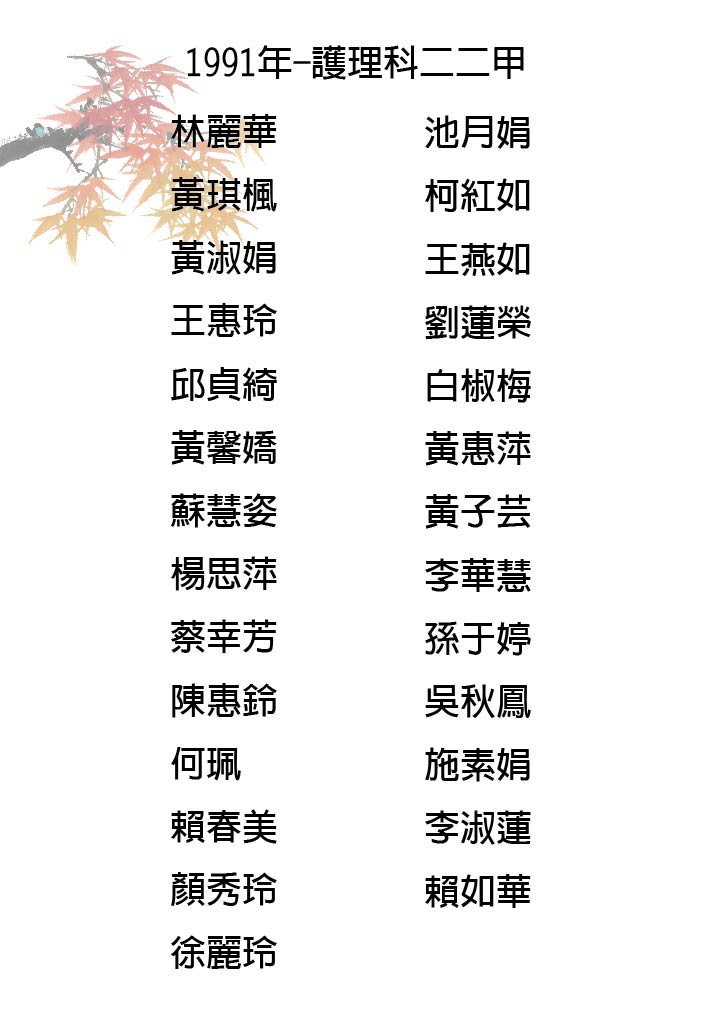 1991年-護理科二二甲
林麗華 池月娟
黃琪楓 柯紅如
黃淑娟 王燕如
王惠玲 劉蓮榮
邱貞綺 白椒梅
黃馨嬌 黃惠萍
蘇慧姿 黃子芸
楊思萍 李華慧
蔡幸芳 孫于婷
陳惠鈴 吳秋鳳
何珮 施素娟
賴春美 李淑蓮
顏秀玲 賴如華
徐麗玲